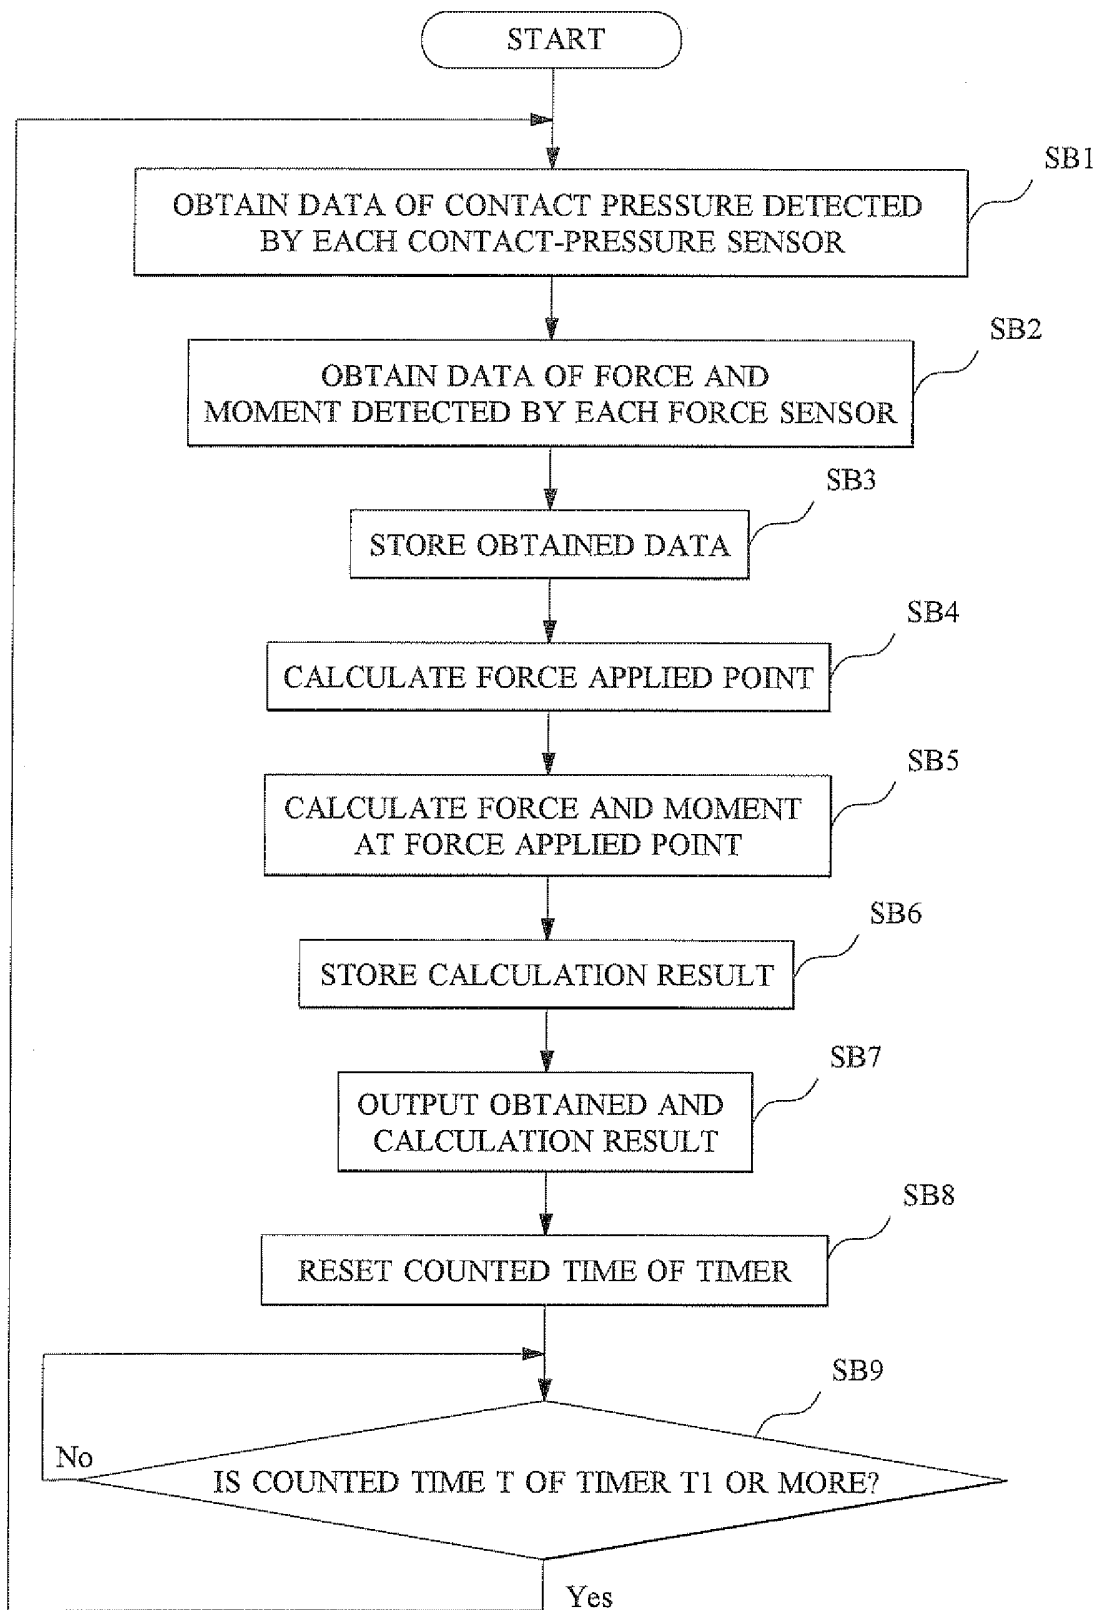 START
SB1
OBTAIN DATA OF CONTACT PRESSURE DETECTED
BY EACH CONTACT-PRESSURE SENSOR
SB2
OBTAIN DATA OF FORCE AND
MOMENT DETECTED BY EACH FORCE SENSOR
SB3
STORE OBTAINED DATA
SB4
CALCULATE FORCE APPLIED POINT
SB5
CALCULATE FORCE AND MOMENT
AT FORCE APPLIED POINT
SB6
STORE CALCULATION RESULT
SB7
OUTPUT OBTAINED AND
CALCULATION RESULT
SB8
RESET COUNTED TIME OF TIMER
SB9
No
IS COUNTED TIME T OF TIMER T1 OR MORE?
Yes